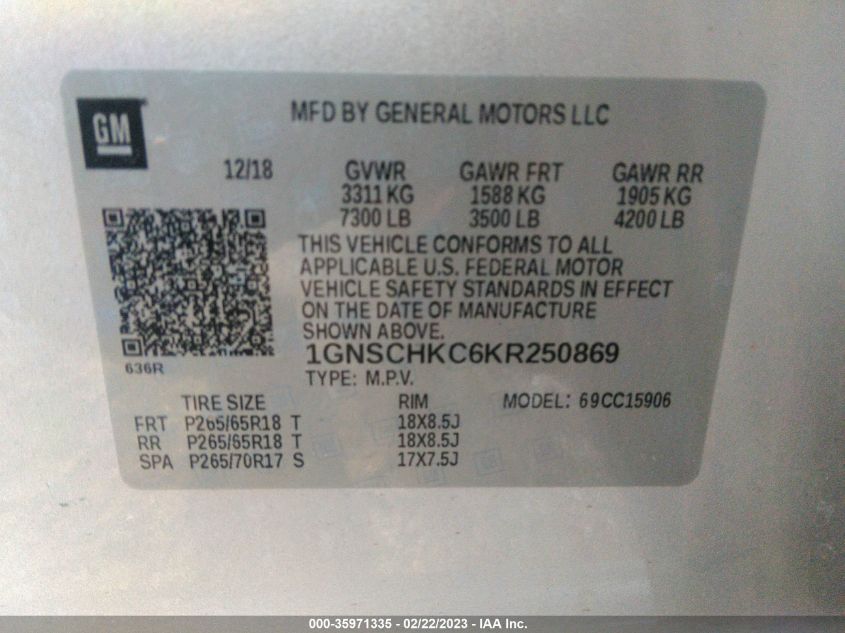 GM
MFD BY GENERAL MOTORS LLC
12/18 GVWR GAWR FRT GAWR RR
3311 KG 1588 KG 1905 KG
7300 LB 3500 LB 4200 LB
THIS VEHICLE CONFORMS TO ALL
APPLICABLE U.S. FEDERAL MOTOR
VEHICLE SAFETY STANDARDS IN EFFECT
ON THE DATE OF MANUFACTURE
SHOWN ABOVE.
1GNSCHKC6KR250869
636R
TYPE: M.P.V.
TIRE SIZE RIM MODEL: 69CC15906
FRT P265/65R18 T 18X8.5J
RR P265/65R18 T 18X8.5J
SPA P265/70R17 S 17X7.5J
000-35971335 - 02/22/2023 - IAA Inc.